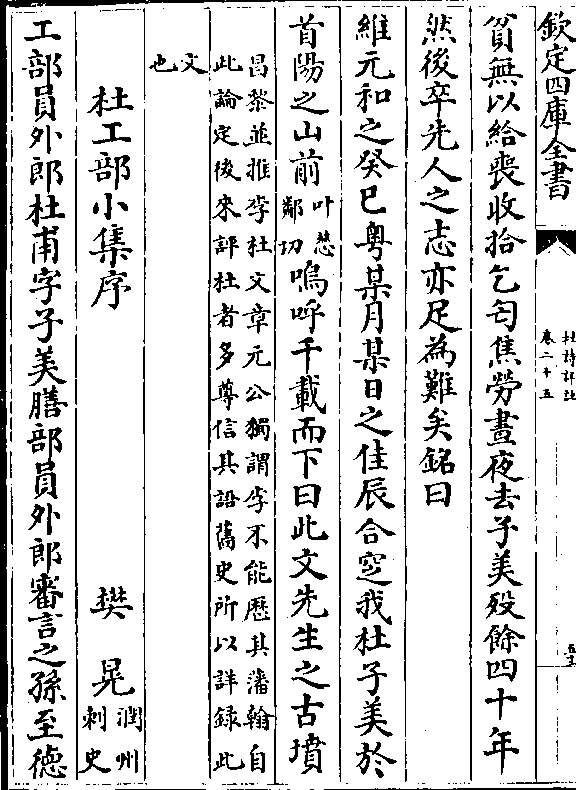 欽定四庫全書
杜詩詳註
卷二十五
貧無以給喪收拾乞匄焦勞晝夜去子美歿餘四十年
然後卒先人之志亦足為難矣銘曰
維元和之癸巳粵某月某日之佳辰合窆我杜子美於
首陽之山前
叶慈
鄰切
嗚呼千載而下曰此文先生之古墳
昌黎並推李杜文章元公獨謂李不能歷其藩翰自
此論定後來評杜者多尊信其語舊史所以詳録此
文
也
杜工部小集序
樊晃
潤州
刺史
工部員外郎杜甫字子美膳部員外郎審言之孫至德